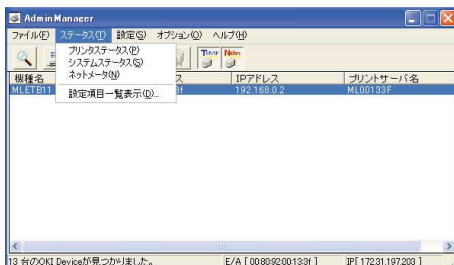 AdminManager
ファイル(F) ステータス(T) 設定(S) オプション(O) ヘルプ(H)
プリンタステータス(P)
システムステータス(S)
ネットメータ(N)
設定項目一覧表示(D)...
機種名 ス IPアドレス プリントサーバ名
MLETB11 3f 192.168.0.2 ML00133F
13 台のOKI Deviceが見つかりました。 E/A [ 00:80:92:00:13:3f ] IP[ 172.31.197.203 ]